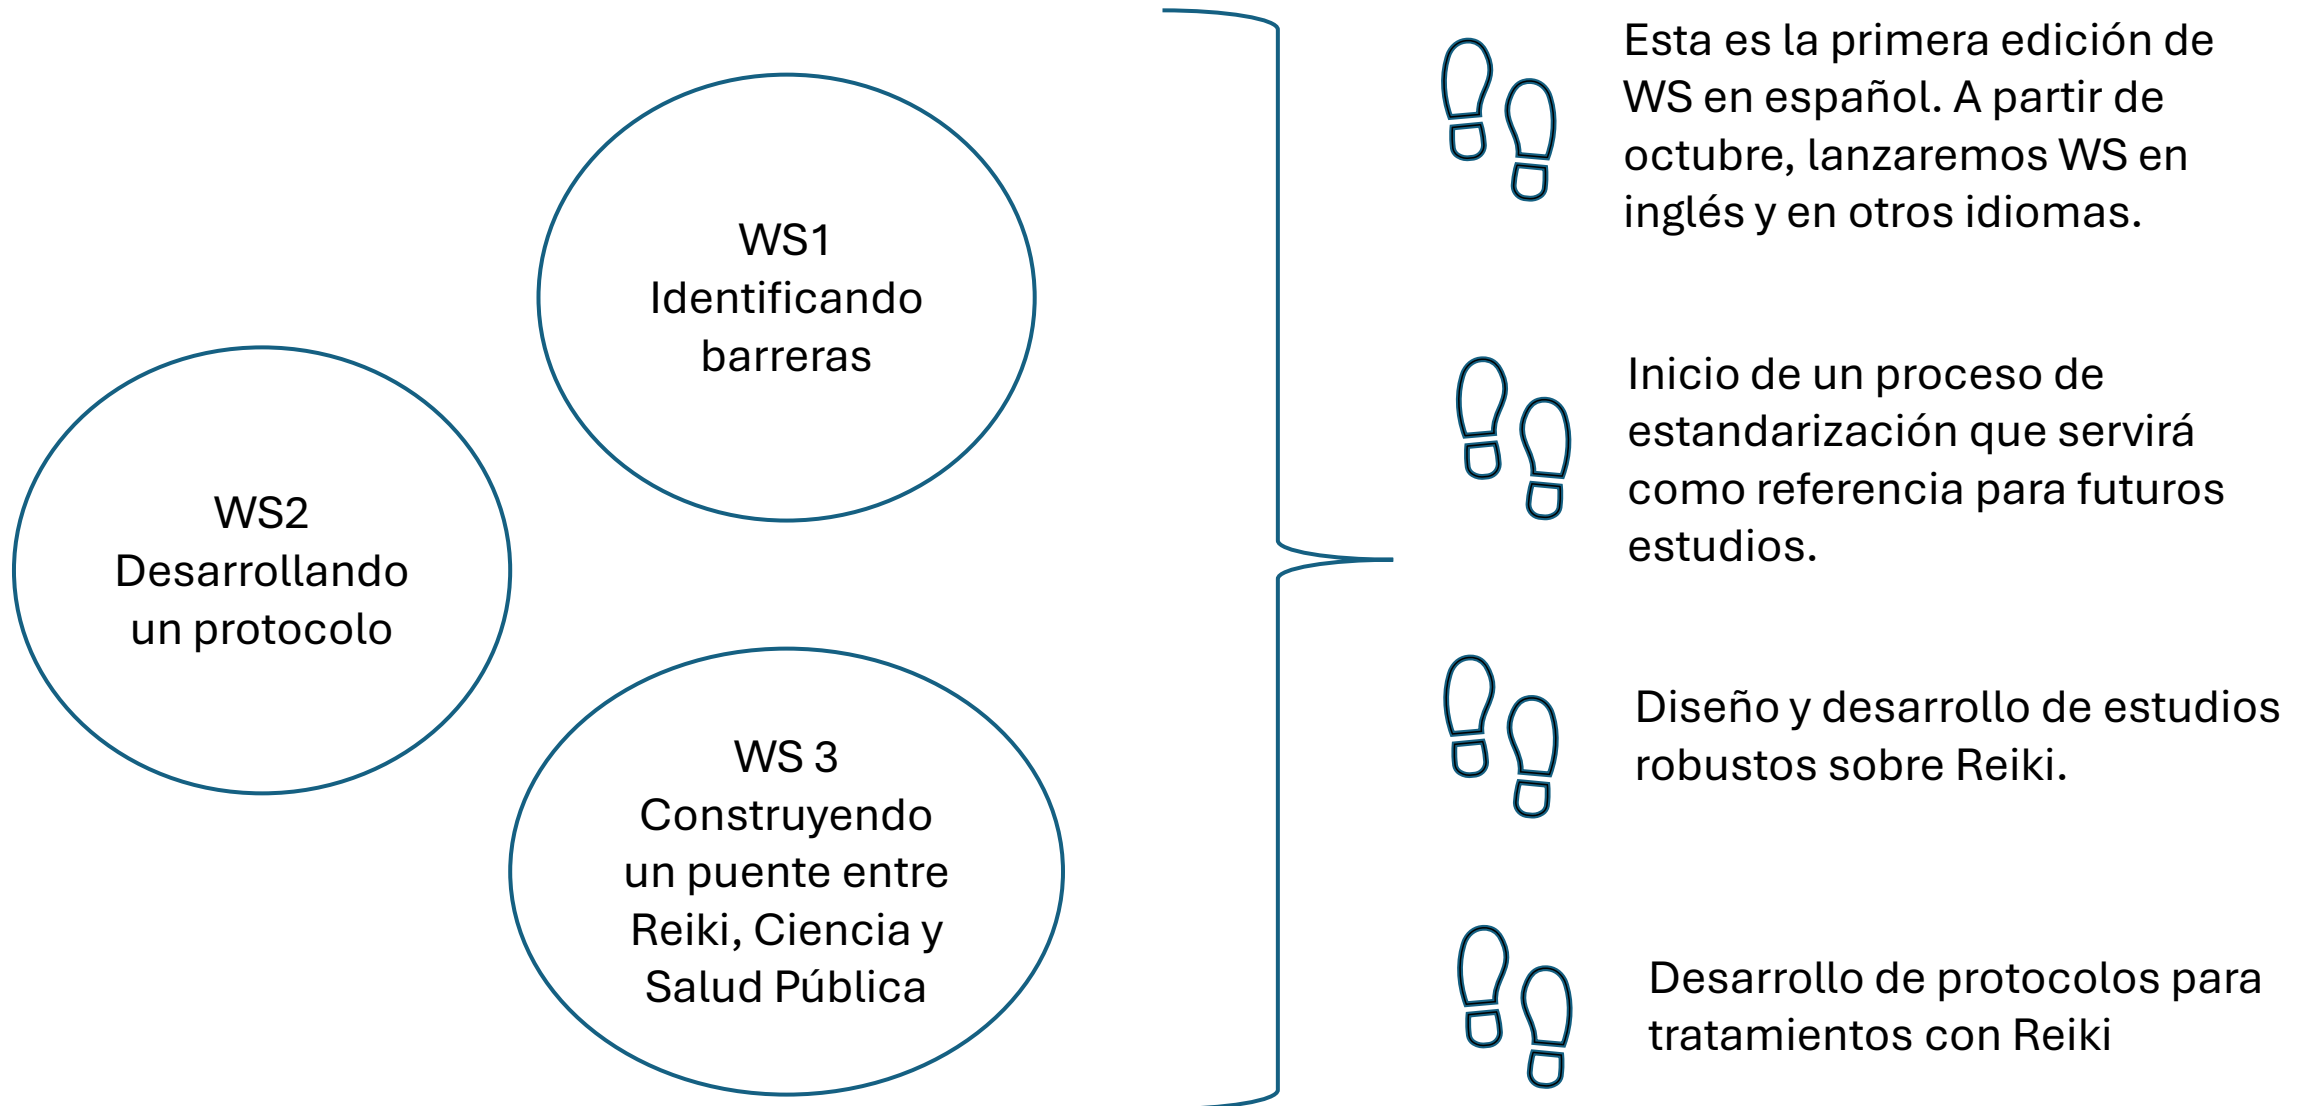 WS1
Identificando
barreras
WS2
Desarrollando
un protocolo
WS 3
Construyendo
un puente entre
Reiki, Ciencia y
Salud Pública
Esta es la primera edición de
WS en español. A partir de
octubre, lanzaremos WS en
inglés y en otros idiomas.
Inicio de un proceso de
estandarización que servirá
como referencia para futuros
estudios.
Diseño y desarrollo de estudios
robustos sobre Reiki.
Desarrollo de protocolos para
tratamientos con Reiki